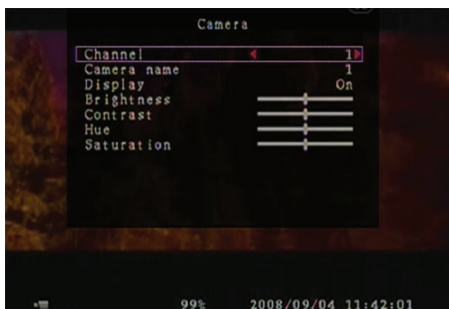 Camera
Channel 1
Camera name 1
Display On
Brightness
Contrast
Hue
Saturation
99% 2008/09/04 11:42:01